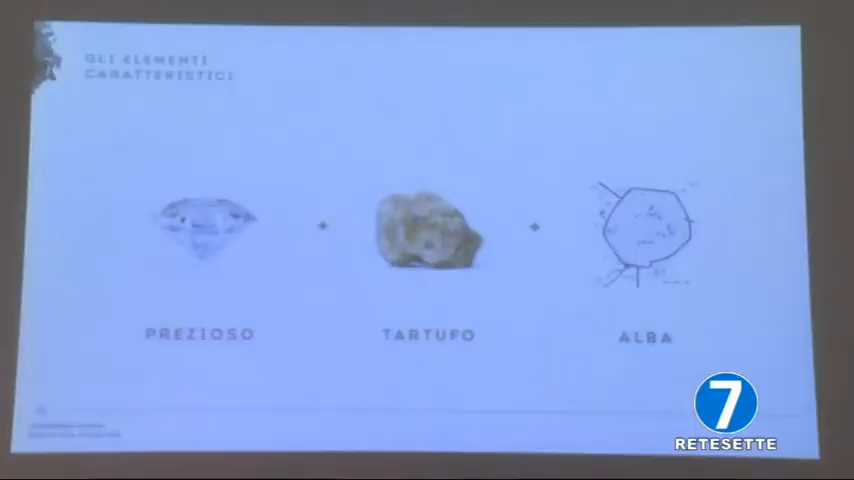 GLI ELEMENTI
CARATTERISTICI
PREZIOSO
TARTUFO
ALBA
7
RETESETTE